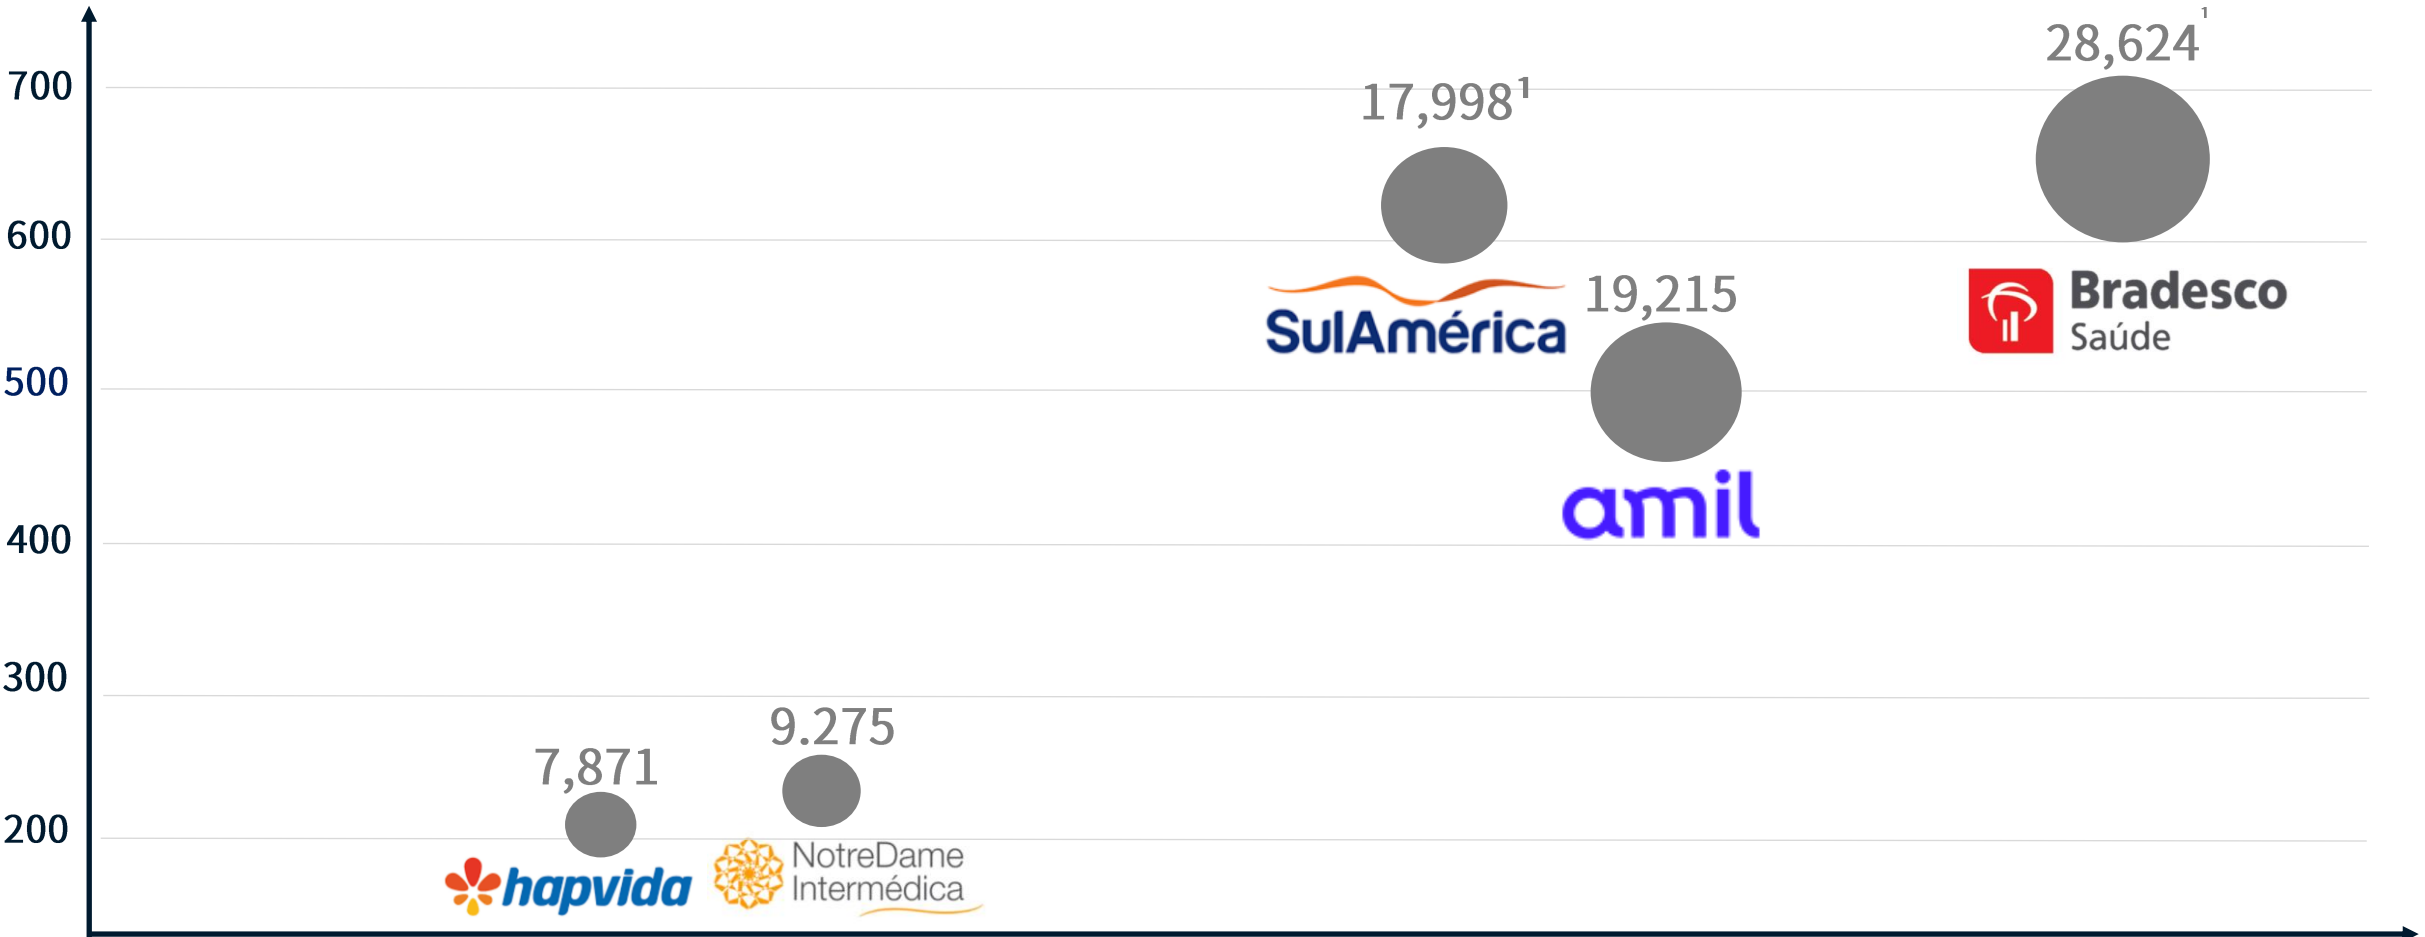 28,624¹
700
17,998¹
600
SulAmérica
19,215
Bradesco
Saúde
500
amil
400
300
9.275
7,871
200
hapvida
NotreDame
Intermédica